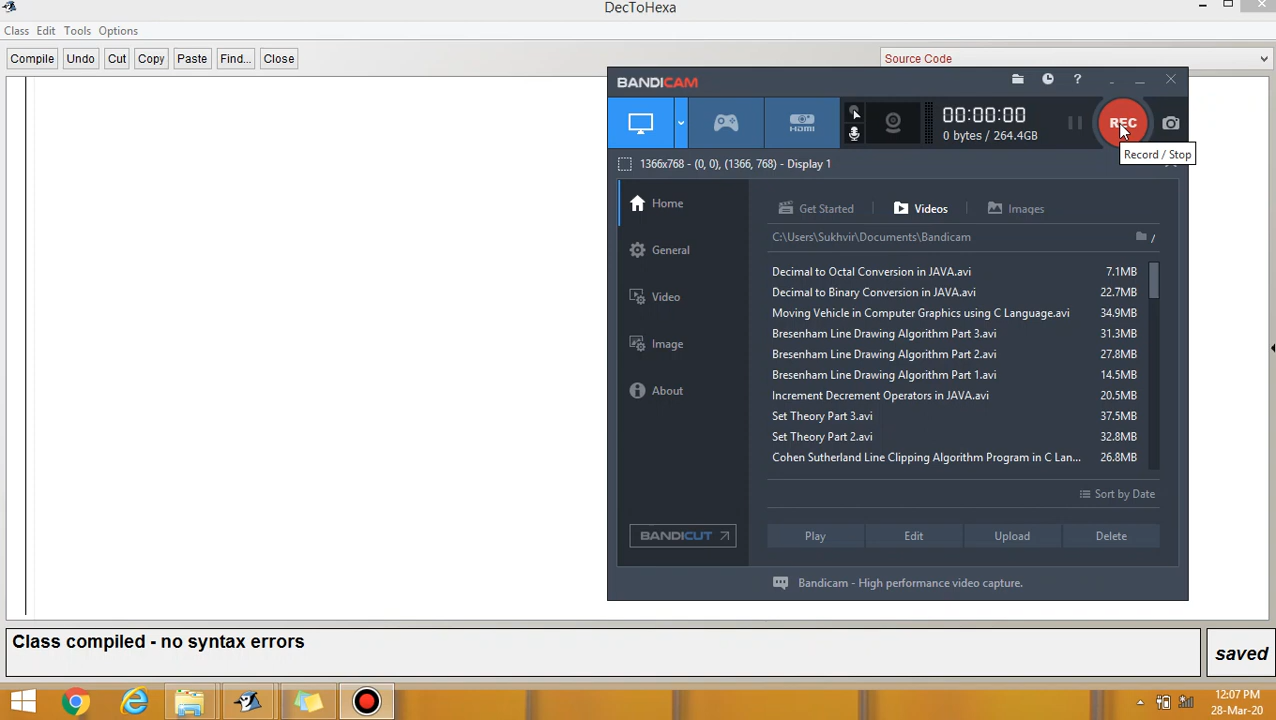 DecToHexa
Class Edit Tools Options
Compile Undo Cut Copy Paste Find... Close Source Code
BANDICAM ?
HDMI 00:00:00 REC
0 bytes / 264.4GB
Record / Stop
1366x768 - (0, 0), (1366, 768) - Display 1
Home
General
Video
Image
About
BANDICUT
Get Started Videos Images
C:\Users\Sukhvir\Documents\Bandicam /
Decimal to Octal Conversion in JAVA.avi 7.1MB
Decimal to Binary Conversion in JAVA.avi 22.7MB
Moving Vehicle in Computer Graphics using C Language.avi 34.9MB
Bresenham Line Drawing Algorithm Part 3.avi 31.3MB
Bresenham Line Drawing Algorithm Part 2.avi 27.8MB
Bresenham Line Drawing Algorithm Part 1.avi 14.5MB
Increment Decrement Operators in JAVA.avi 20.5MB
Set Theory Part 3.avi 37.5MB
Set Theory Part 2.avi 32.8MB
Cohen Sutherland Line Clipping Algorithm Program in C Lan... 26.8MB
Sort by Date
Play Edit Upload Delete
Bandicam - High performance video capture.
Class compiled - no syntax errors
saved
12:07 PM
28-Mar-20